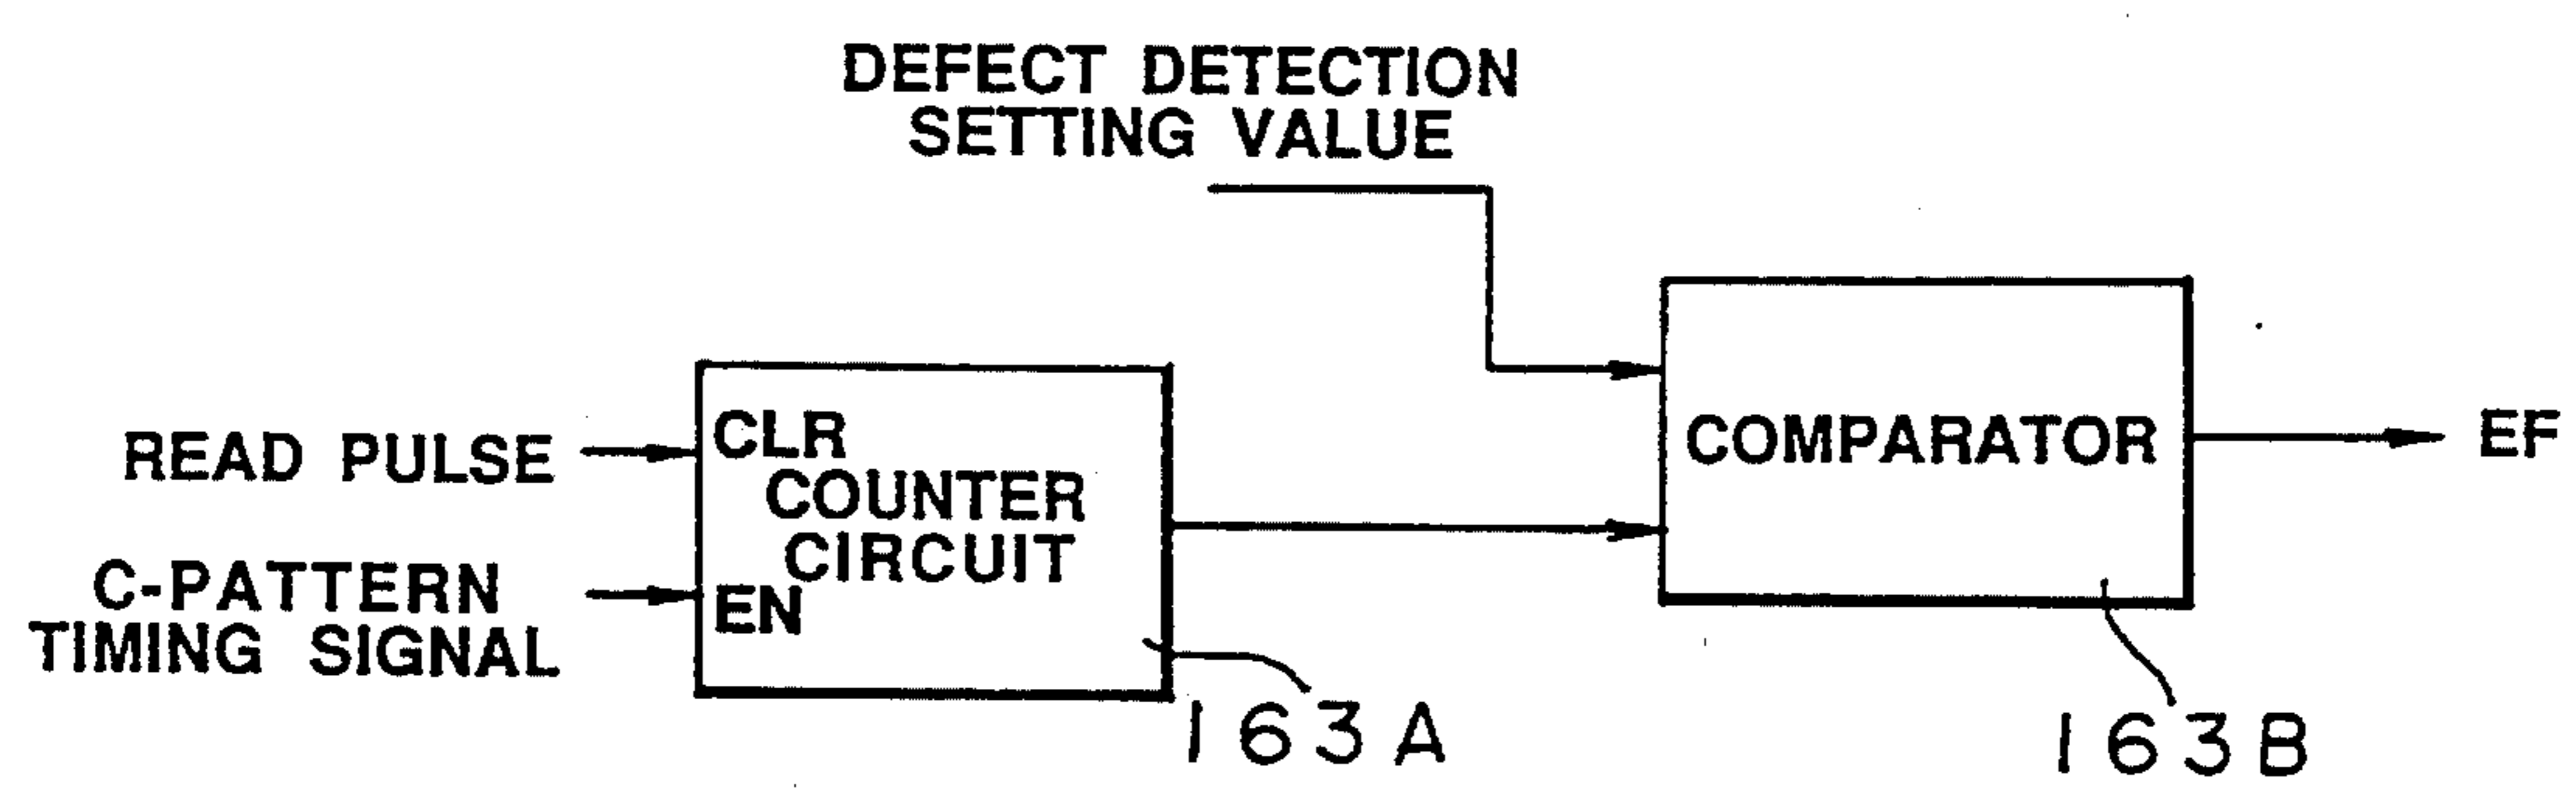 DEFECT DETECTION
SETTING VALUE
READ PULSE
C-PATTERN
TIMING SIGNAL
CLR
COUNTER
CIRCUIT
EN
163A
COMPARATOR
163B
EF